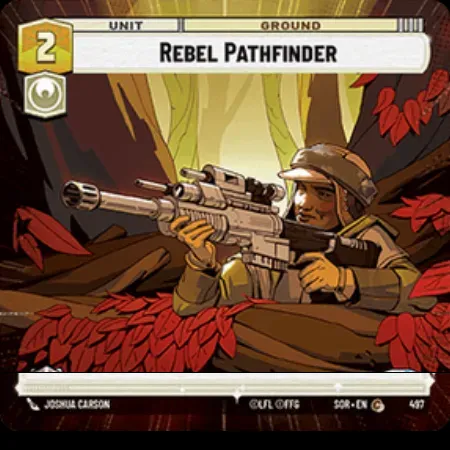 2
UNIT
GROUND
REBEL PATHFINDER
JOSHUA CARSON
©LFL ©FFG
SOR • EN
C
497